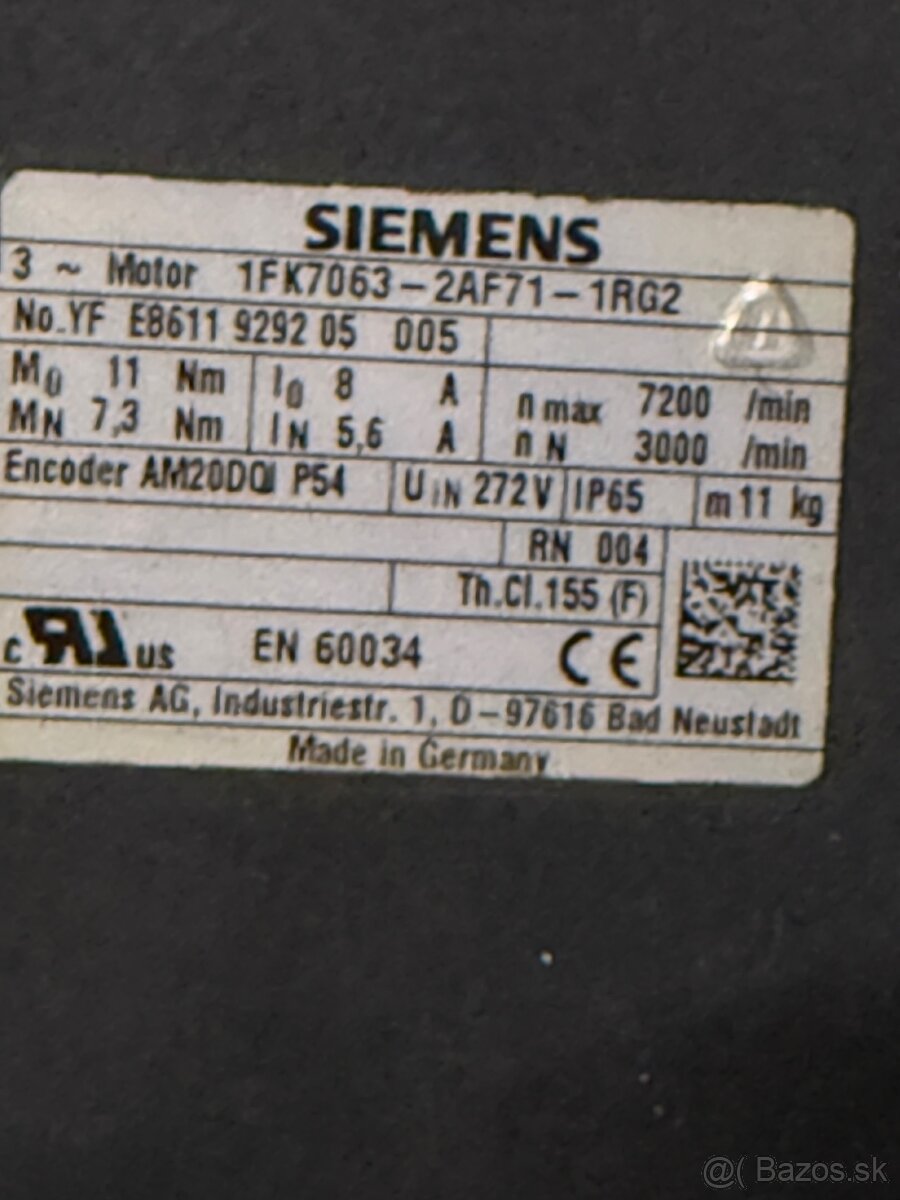 SIEMENS
3 ~ Motor 1FK7063-2AF71-1RG2
No.YF E8611 9292 05 005
M0 11 Nm I0 8 A n max 7200 /min
MN 7,3 Nm IN 5,6 A n N 3000 /min
Encoder AM20DQI P54 UIN 272V IP65 m 11 kg
RN 004
Th.Cl.155 (F)
c RU us EN 60034 CE
Siemens AG, Industriestr. 1, D-97616 Bad Neustadt
Made in Germany
@( Bazos.sk